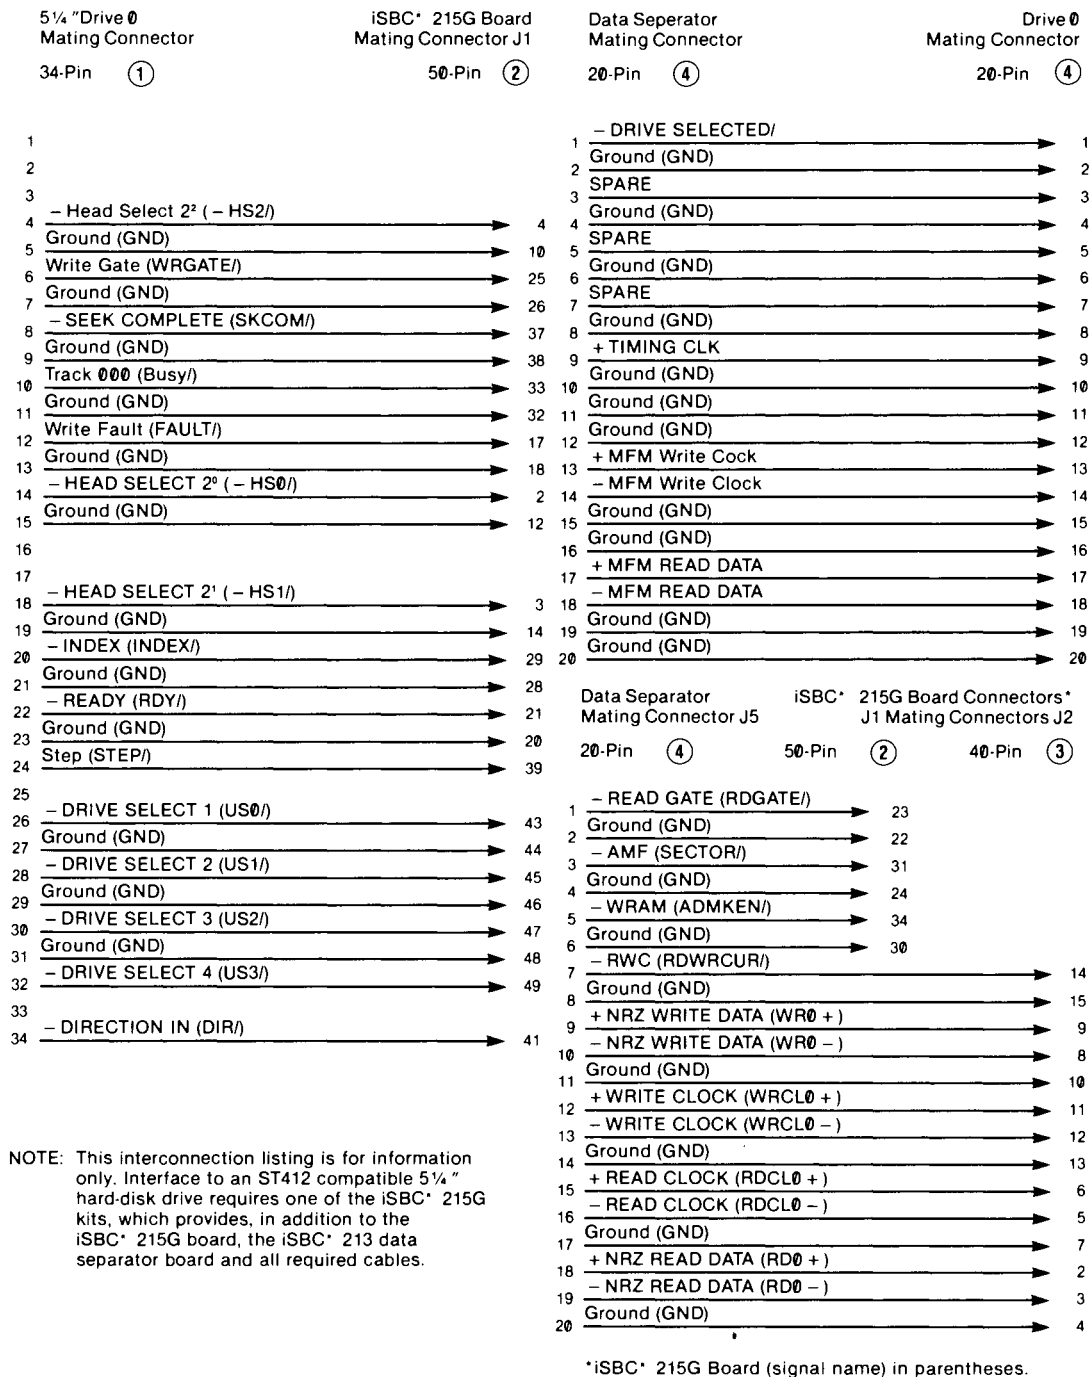 5¼ "Drive 0
Mating Connector
34-Pin 1
iSBC* 215G Board
Mating Connector J1
50-Pin 2
1
2
3
4 – Head Select 2² ( – HS2/) 4
5 Ground (GND) 10
6 Write Gate (WRGATE/) 25
7 Ground (GND) 26
8 – SEEK COMPLETE (SKCOM/) 37
9 Ground (GND) 38
10 Track 000 (Busy/) 33
11 Ground (GND) 32
12 Write Fault (FAULT/) 17
13 Ground (GND) 18
14 – HEAD SELECT 2⁰ ( – HS0/) 2
15 Ground (GND) 12
16
17
18 – HEAD SELECT 2¹ ( – HS1/) 3
19 Ground (GND) 14
20 – INDEX (INDEX/) 29
21 Ground (GND) 28
22 – READY (RDY/) 21
23 Ground (GND) 20
24 Step (STEP/) 39
25
26 – DRIVE SELECT 1 (US0/) 43
27 Ground (GND) 44
28 – DRIVE SELECT 2 (US1/) 45
29 Ground (GND) 46
30 – DRIVE SELECT 3 (US2/) 47
31 Ground (GND) 48
32 – DRIVE SELECT 4 (US3/) 49
33
34 – DIRECTION IN (DIR/) 41
NOTE: This interconnection listing is for information
only. Interface to an ST412 compatible 5¼ "
hard-disk drive requires one of the iSBC* 215G
kits, which provides, in addition to the
iSBC* 215G board, the iSBC* 213 data
separator board and all required cables.
Data Seperator
Mating Connector
20-Pin 4
Drive 0
Mating Connector
20-Pin 4
1 – DRIVE SELECTED/ 1
2 Ground (GND) 2
3 SPARE 3
4 Ground (GND) 4
5 SPARE 5
6 Ground (GND) 6
7 SPARE 7
8 Ground (GND) 8
9 + TIMING CLK 9
10 Ground (GND) 10
11 Ground (GND) 11
12 Ground (GND) 12
13 + MFM Write Cock 13
14 – MFM Write Clock 14
15 Ground (GND) 15
16 Ground (GND) 16
17 + MFM READ DATA 17
18 – MFM READ DATA 18
19 Ground (GND) 19
20 Ground (GND) 20
Data Separator
Mating Connector J5
20-Pin 4
iSBC* 215G Board Connectors*
J1 Mating Connectors J2
50-Pin 2 40-Pin 3
1 – READ GATE (RDGATE/) 23
2 Ground (GND) 22
3 – AMF (SECTOR/) 31
4 Ground (GND) 24
5 – WRAM (ADMKEN/) 34
6 Ground (GND) 30
7 – RWC (RDWRCUR/) 14
8 Ground (GND) 15
9 + NRZ WRITE DATA (WR0 + ) 9
10 – NRZ WRITE DATA (WR0 – ) 8
11 Ground (GND) 10
12 + WRITE CLOCK (WRCL0 + ) 11
13 – WRITE CLOCK (WRCL0 – ) 12
14 Ground (GND) 13
15 + READ CLOCK (RDCL0 + ) 6
16 – READ CLOCK (RDCL0 – ) 5
17 Ground (GND) 7
18 + NRZ READ DATA (RD0 + ) 2
19 – NRZ READ DATA (RD0 – ) 3
20 Ground (GND) 4
*iSBC* 215G Board (signal name) in parentheses.